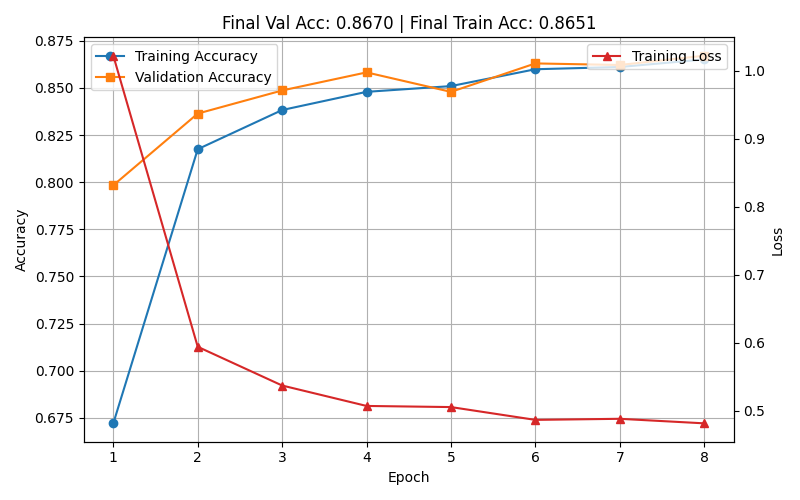 Final Val Acc: 0.8670 | Final Train Acc: 0.8651
Training Accuracy
Validation Accuracy
Training Loss
0.875
0.850
0.825
0.800
0.775
0.750
0.725
0.700
0.675
Accuracy
1.0
0.9
0.8
0.7
0.6
0.5
Loss
1 2 3 4 5 6 7 8
Epoch